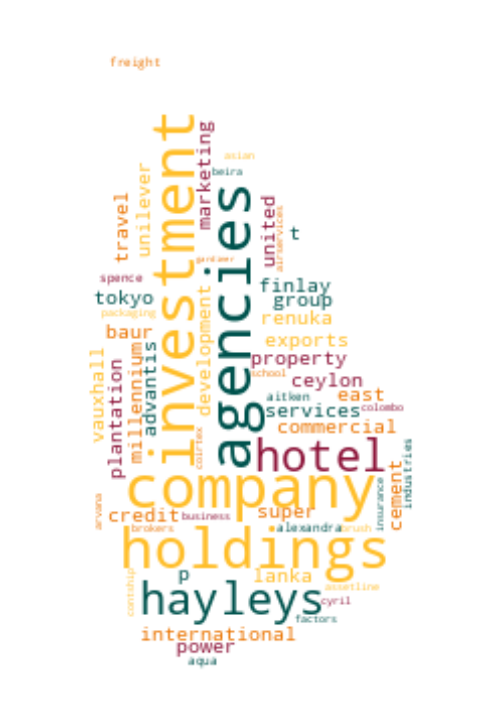 freight
investment
marketing
asian
beira
agencies
unilever
travel
united
airservices
t
gardiner
spence
tokyo
packaging
finlay
group
development
renuka
baur
exports
advantis
millennium
vauxhall
plantation
property
school
ceylon
aitken
east
services
colombo
commercial
hotel
coirtex
company
industries
cement
insurance
arvana
credit
business
super
brokers
alexandra
brush
holdings
p
lanka
contship
assetline
hayleys
cyril
factors
international
power
aqua